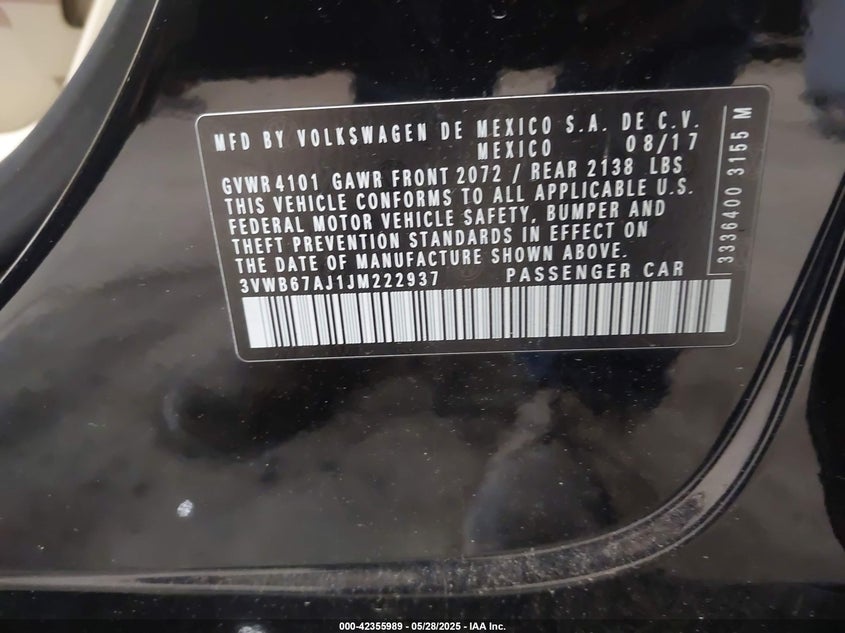 MFD BY VOLKSWAGEN DE MEXICO S.A. DE C.V.
MEXICO 08/17
GVWR 4101 GAWR FRONT 2072 / REAR 2138 LBS
THIS VEHICLE CONFORMS TO ALL APPLICABLE U.S.
FEDERAL MOTOR VEHICLE SAFETY, BUMPER AND
THEFT PREVENTION STANDARDS IN EFFECT ON
THE DATE OF MANUFACTURE SHOWN ABOVE.
3VWB67AJ1JM222937 PASSENGER CAR
3336400 3155 M
000-42355989 - 05/28/2025 - IAA Inc.